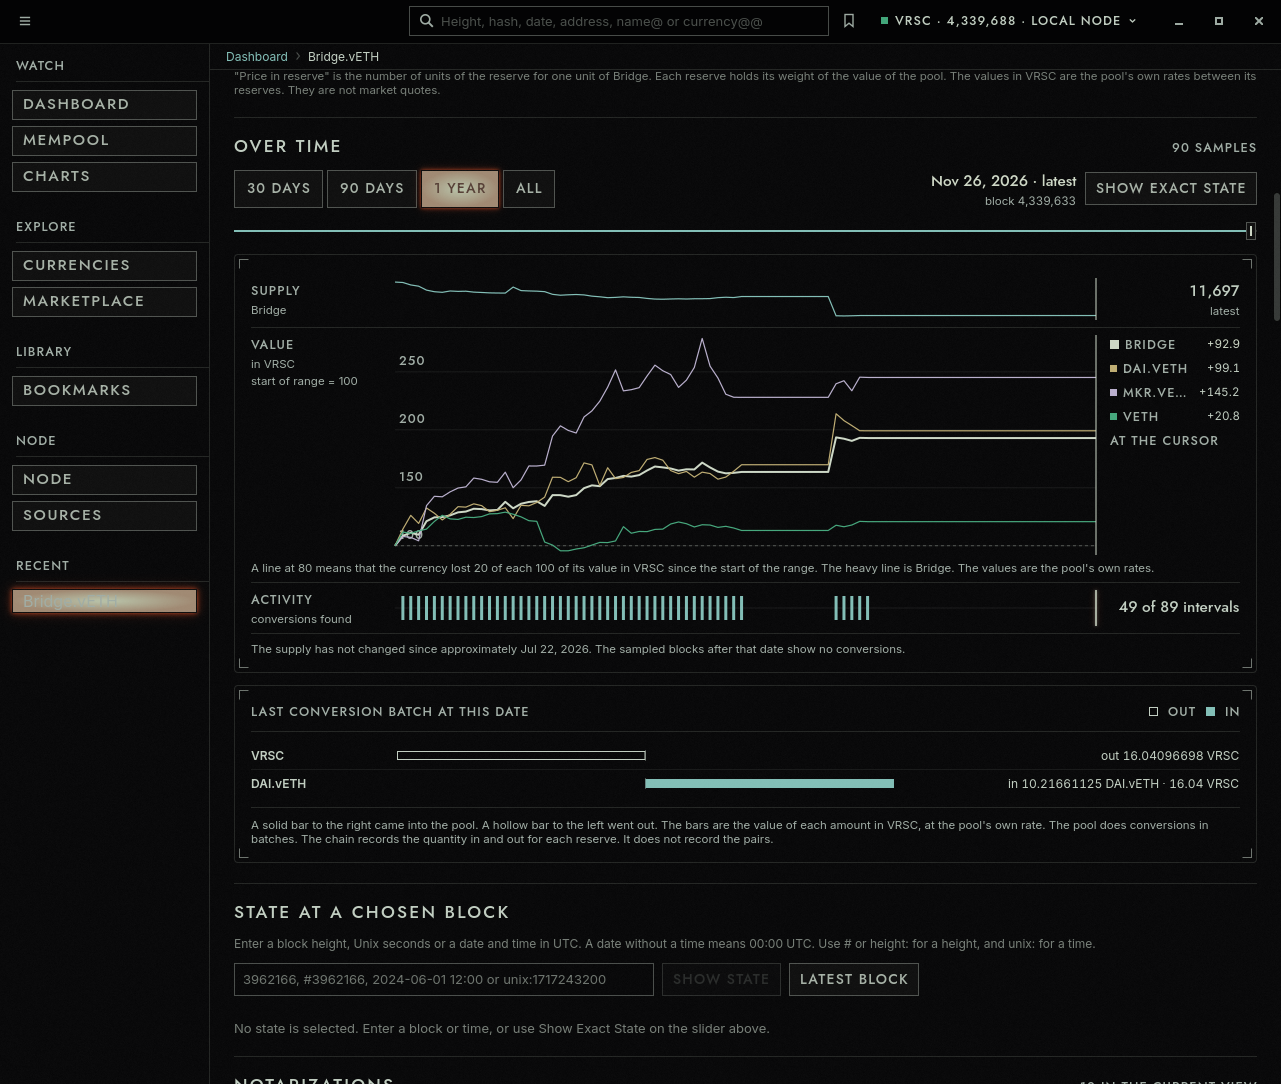 Height, hash, date, address, name@ or currency@@
VRSC · 4,339,688 · LOCAL NODE
WATCH
DASHBOARD
MEMPOOL
CHARTS
EXPLORE
CURRENCIES
MARKETPLACE
LIBRARY
BOOKMARKS
NODE
NODE
SOURCES
RECENT
Bridge.vETH
Dashboard › Bridge.vETH
"Price in reserve" is the number of units of the reserve for one unit of Bridge. Each reserve holds its weight of the value of the pool. The values in VRSC are the pool's own rates between its
reserves. They are not market quotes.
OVER TIME
90 SAMPLES
30 DAYS
90 DAYS
1 YEAR
ALL
Nov 26, 2026 · latest
block 4,339,633
SHOW EXACT STATE
SUPPLY
Bridge
11,697
latest
VALUE
in VRSC
start of range = 100
250
200
150
BRIDGE +92.9
DAI.VETH +99.1
MKR.VE... +145.2
VETH +20.8
AT THE CURSOR
A line at 80 means that the currency lost 20 of each 100 of its value in VRSC since the start of the range. The heavy line is Bridge. The values are the pool's own rates.
ACTIVITY
conversions found
49 of 89 intervals
The supply has not changed since approximately Jul 22, 2026. The sampled blocks after that date show no conversions.
LAST CONVERSION BATCH AT THIS DATE
OUT IN
VRSC
out 16.04096698 VRSC
DAI.vETH
in 10.21661125 DAI.vETH · 16.04 VRSC
A solid bar to the right came into the pool. A hollow bar to the left went out. The bars are the value of each amount in VRSC, at the pool's own rate. The pool does conversions in
batches. The chain records the quantity in and out for each reserve. It does not record the pairs.
STATE AT A CHOSEN BLOCK
Enter a block height, Unix seconds or a date and time in UTC. A date without a time means 00:00 UTC. Use # or height: for a height, and unix: for a time.
3962166, #3962166, 2024-06-01 12:00 or unix:1717243200
SHOW STATE
LATEST BLOCK
No state is selected. Enter a block or time, or use Show Exact State on the slider above.
NOTARIZATIONS